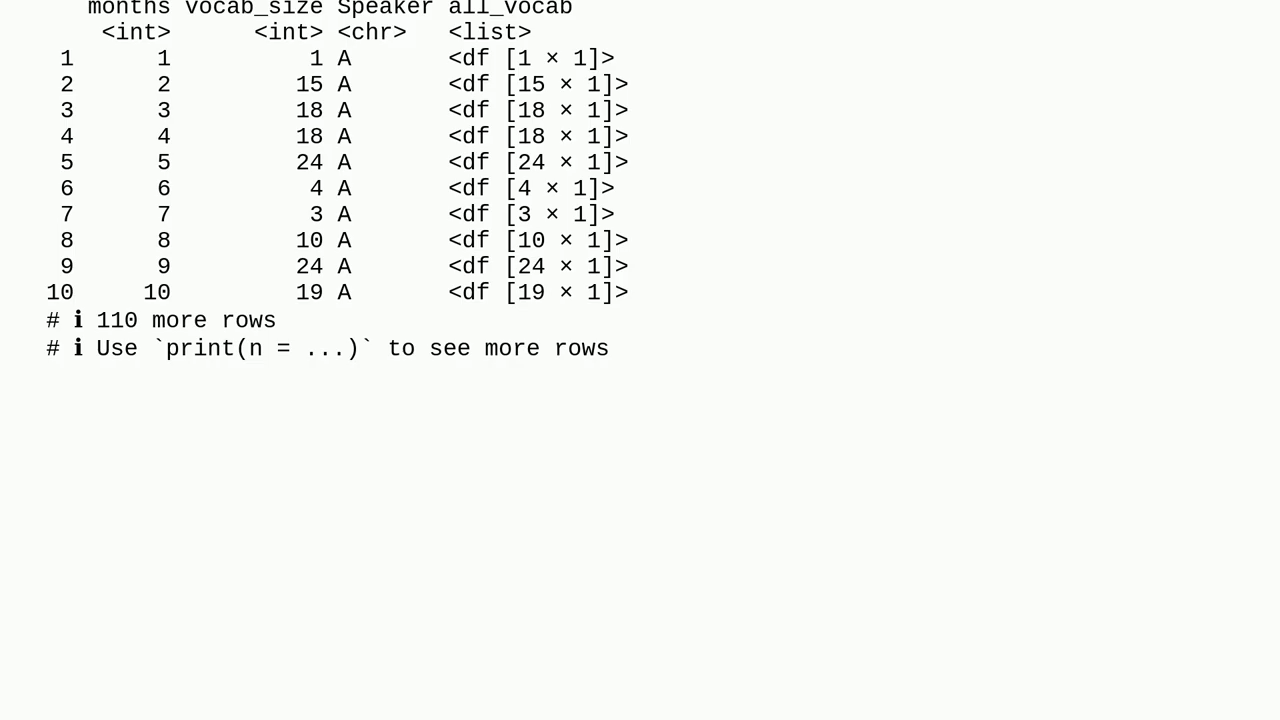 months vocab_size Speaker all_vocab
<int> <int> <chr> <list>
1 1 1 A <df [1 × 1]>
2 2 15 A <df [15 × 1]>
3 3 18 A <df [18 × 1]>
4 4 18 A <df [18 × 1]>
5 5 24 A <df [24 × 1]>
6 6 4 A <df [4 × 1]>
7 7 3 A <df [3 × 1]>
8 8 10 A <df [10 × 1]>
9 9 24 A <df [24 × 1]>
10 10 19 A <df [19 × 1]>
# ℹ 110 more rows
# ℹ Use `print(n = ...)` to see more rows